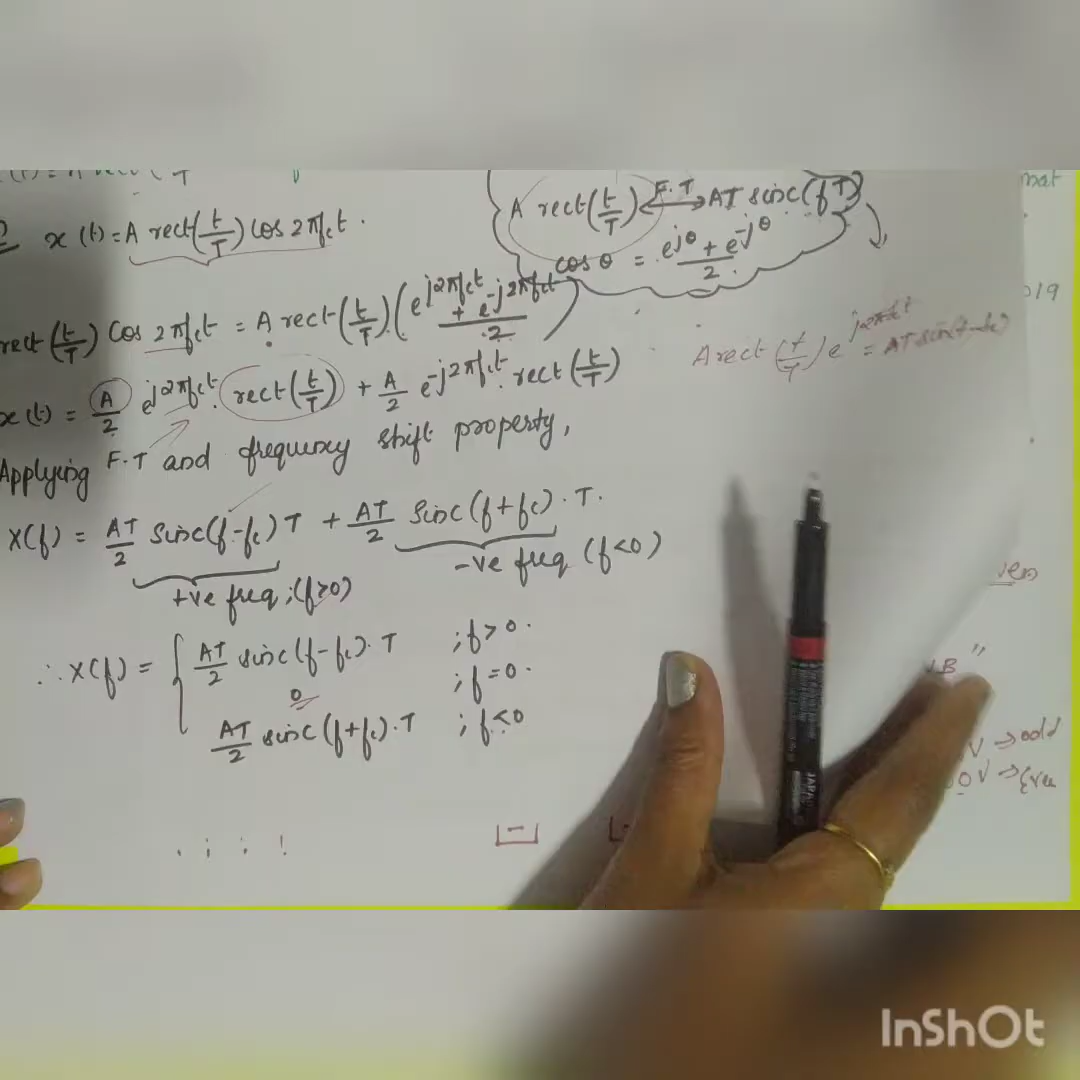 A rect(t/T) <-F.T-> AT sinc(fT)
x(t) = A rect(t/T) cos 2πfct.
cos θ = (e^jθ + e^-jθ)/2.
rect(t/T) cos 2πfct = A rect(t/T).((e^j2πfct + e^-j2πfct)/2)
A rect(t/T) e^j2πfct = AT sin(f-fc)
x(t) = A/2 e^j2πfct. rect(t/T) + A/2 e^-j2πfct. rect(t/T)
Applying F.T and frequency shift property,
X(f) = AT/2 sinc(f-fc)T + AT/2 sinc(f+fc).T.
+ve freq ;(f>0)
-ve freq (f<0)
∴ X(f) = { AT/2 sinc(f-fc).T ;f>0.
0 ;f=0.
AT/2 sinc(f+fc).T ;f<0
→ odd
InShOt